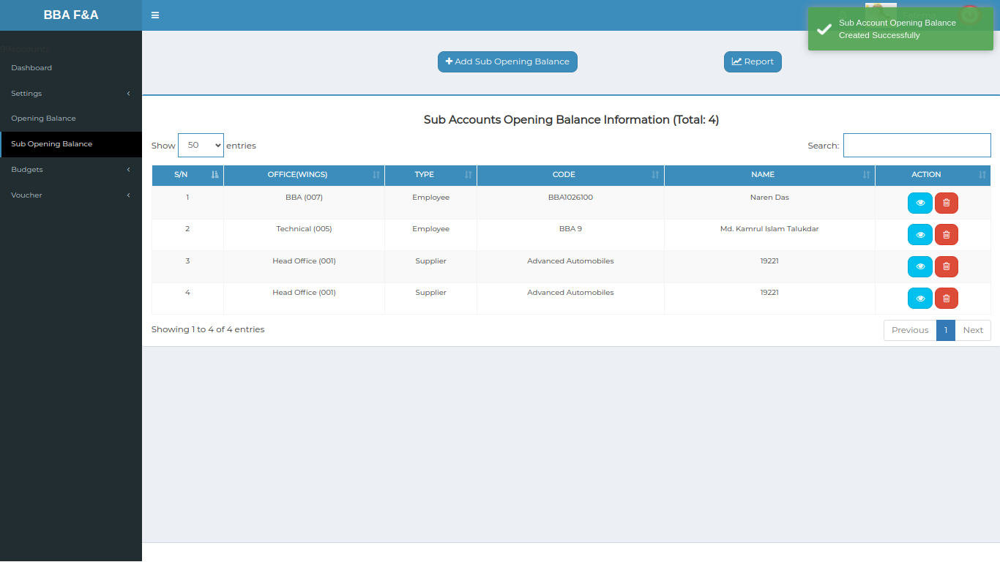 BBA F&A
Sub Account Opening Balance
Created Successfully
Dashboard
Settings
Opening Balance
Sub Opening Balance
Budgets
Voucher
Add Sub Opening Balance
Report
Sub Accounts Opening Balance Information (Total: 4)
Show 50 entries
Search:
S/N OFFICE(WINGS) TYPE CODE NAME ACTION
1 BBA (007) Employee BBA1026100 Naren Das
2 Technical (005) Employee BBA 9 Md. Kamrul Islam Talukdar
3 Head Office (001) Supplier Advanced Automobiles 19221
4 Head Office (001) Supplier Advanced Automobiles 19221
Showing 1 to 4 of 4 entries
Previous 1 Next